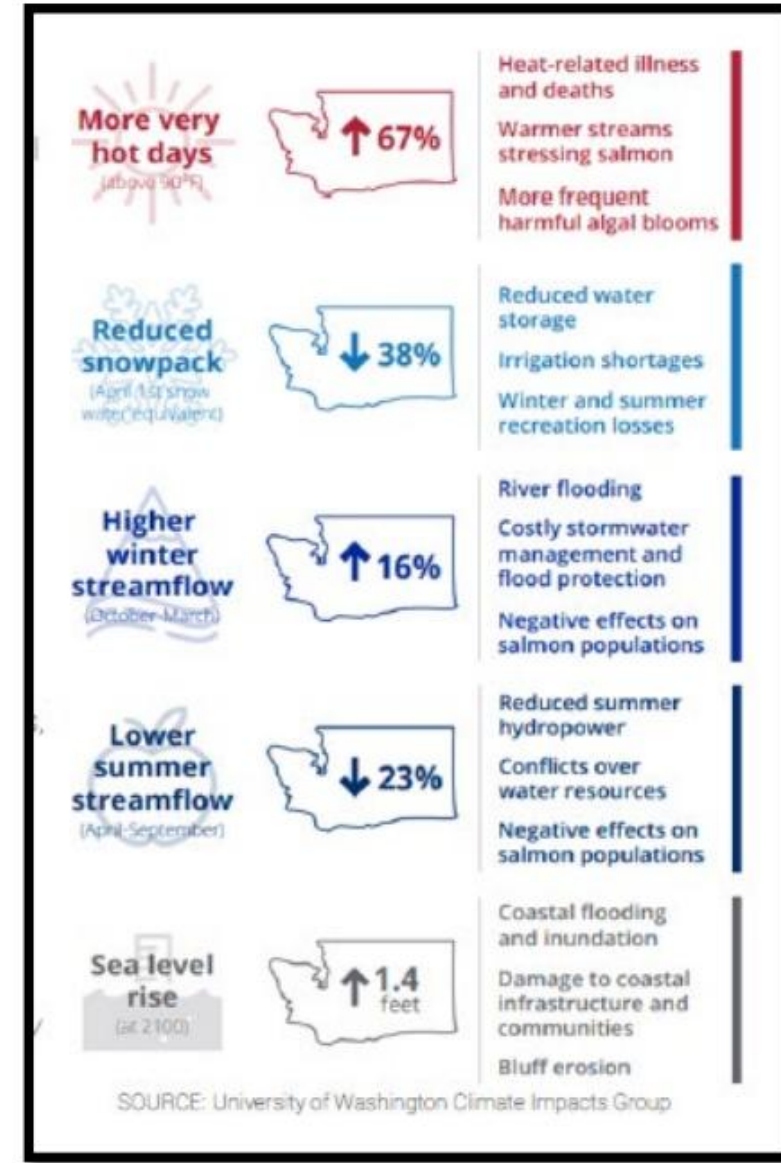 More very
hot days
(above 90°F)
67%
Heat-related illness
and deaths
Warmer streams
stressing salmon
More frequent
harmful algal blooms
Reduced
snowpack
(April 1st snow
water equivalent)
38%
Reduced water
storage
Irrigation shortages
Winter and summer
recreation losses
Higher
winter
streamflow
(October-March)
16%
River flooding
Costly stormwater
management and
flood protection
Negative effects on
salmon populations
Lower
summer
streamflow
(April-September)
23%
Reduced summer
hydropower
Conflicts over
water resources
Negative effects on
salmon populations
Sea level
rise
(at 2100)
1.4
feet
Coastal flooding
and inundation
Damage to coastal
infrastructure and
communities
Bluff erosion
SOURCE: University of Washington Climate Impacts Group